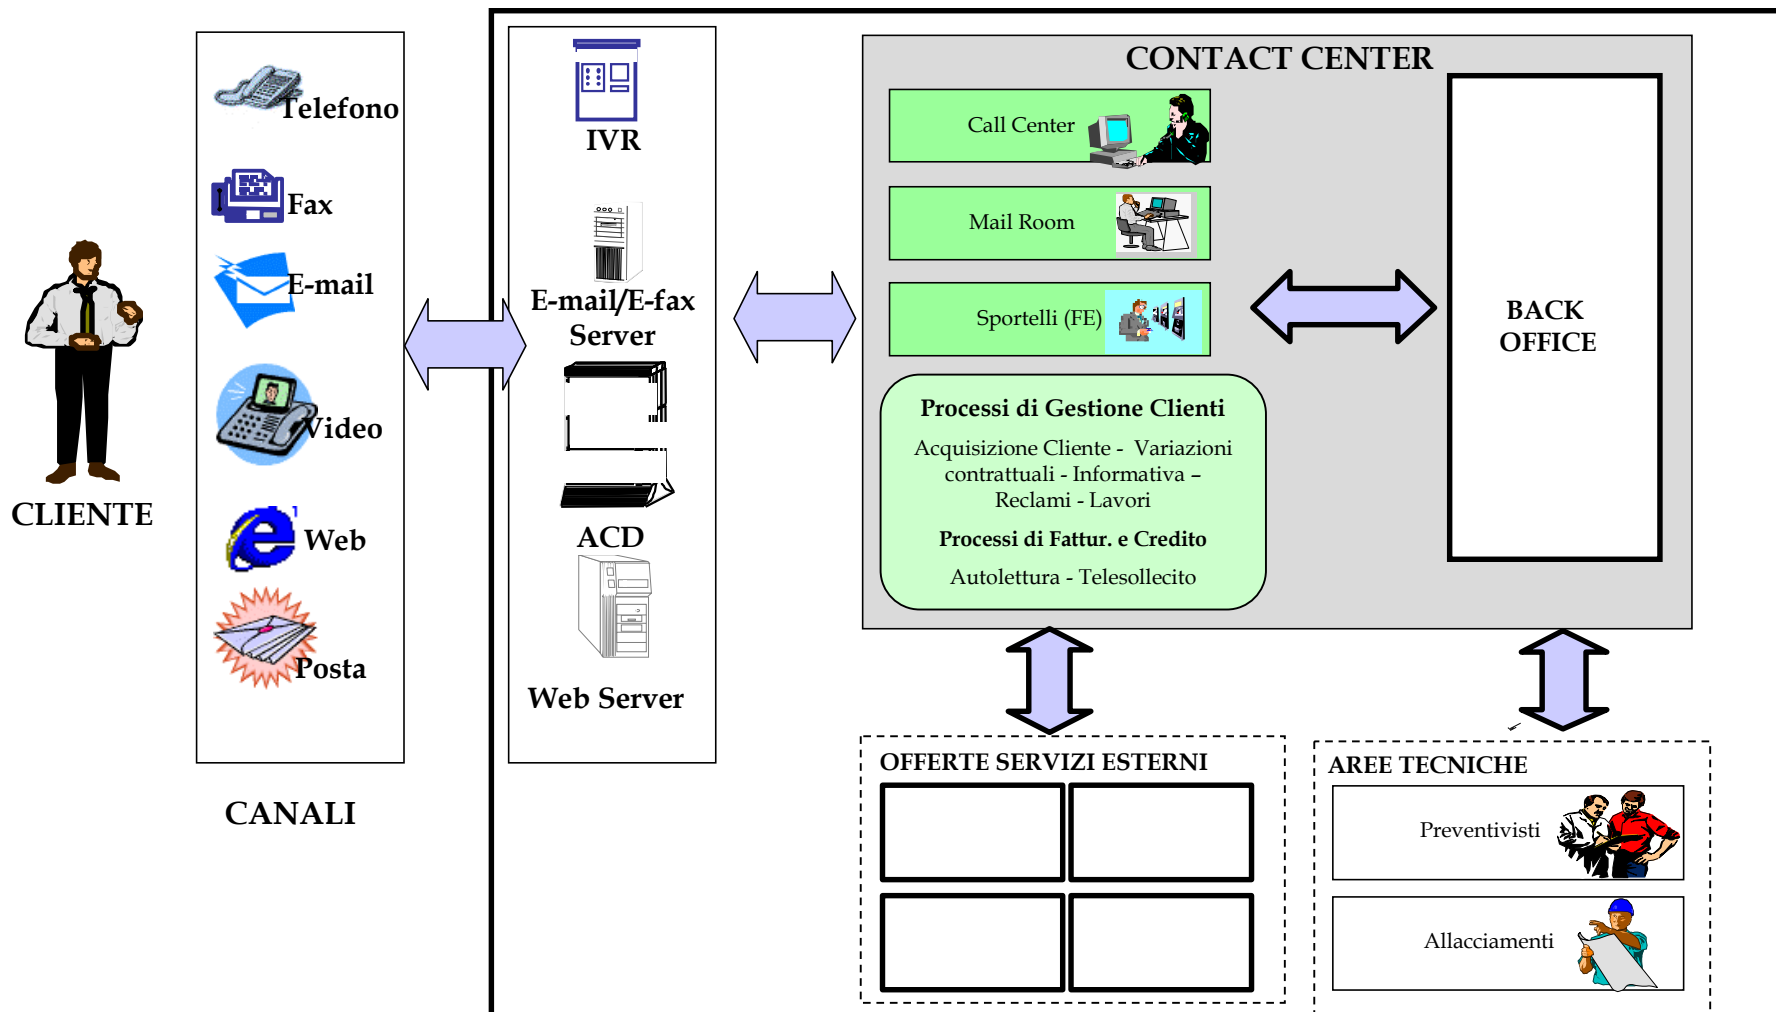 CLIENTE
Telefono
Fax
E-mail
Video
Web
Posta
CANALI
IVR
E-mail/E-fax
Server
ACD
Web Server
CONTACT CENTER
Call Center
Mail Room
Sportelli (FE)
Processi di Gestione Clienti
Acquisizione Cliente - Variazioni
contrattuali - Informativa –
Reclami - Lavori
Processi di Fattur. e Credito
Autolettura - Telesollecito
BACK
OFFICE
OFFERTE SERVIZI ESTERNI
AREE TECNICHE
Preventivisti
Allacciamenti